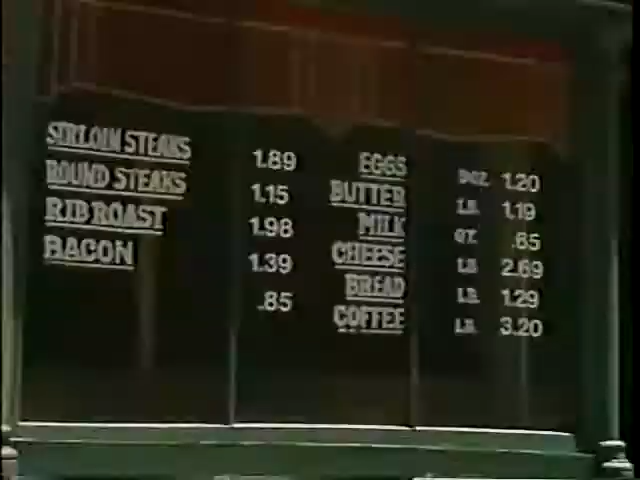 SIRLOIN STEAKS 1.89
ROUND STEAKS 1.15
RIB ROAST 1.98
BACON 1.39
.85
EGGS DOZ. 1.20
BUTTER LB. 1.19
MILK QT. .65
CHEESE LB. 2.69
BREAD LB. 1.29
COFFEE LB. 3.20